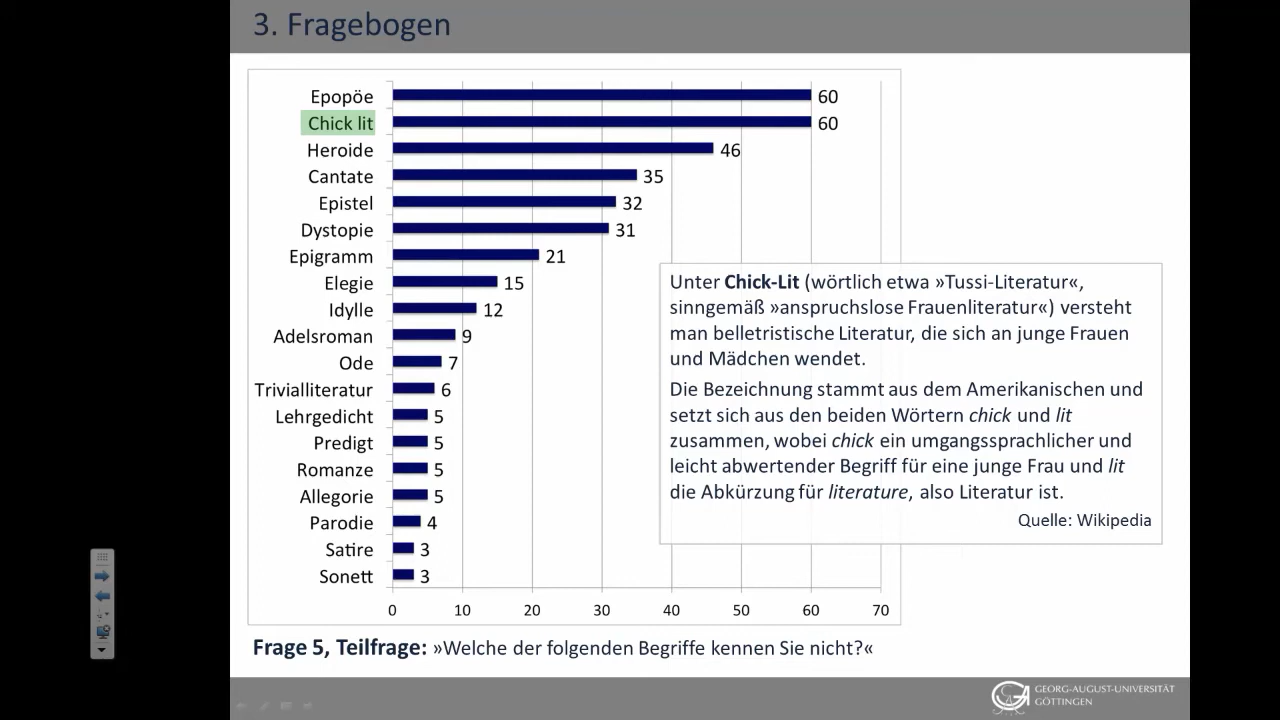 3. Fragebogen
Epopöe 60
Chick lit 60
Heroide 46
Cantate 35
Epistel 32
Dystopie 31
Epigramm 21
Elegie 15
Idylle 12
Adelsroman 9
Ode 7
Trivialliteratur 6
Lehrgedicht 5
Predigt 5
Romanze 5
Allegorie 5
Parodie 4
Satire 3
Sonett 3
0 10 20 30 40 50 60 70
Unter Chick-Lit (wörtlich etwa »Tussi-Literatur«,
sinngemäß »anspruchslose Frauenliteratur«) versteht
man belletristische Literatur, die sich an junge Frauen
und Mädchen wendet.
Die Bezeichnung stammt aus dem Amerikanischen und
setzt sich aus den beiden Wörtern chick und lit
zusammen, wobei chick ein umgangssprachlicher und
leicht abwertender Begriff für eine junge Frau und lit
die Abkürzung für literature, also Literatur ist.
Quelle: Wikipedia
Frage 5, Teilfrage: »Welche der folgenden Begriffe kennen Sie nicht?«
GEORG-AUGUST-UNIVERSITÄT
GÖTTINGEN